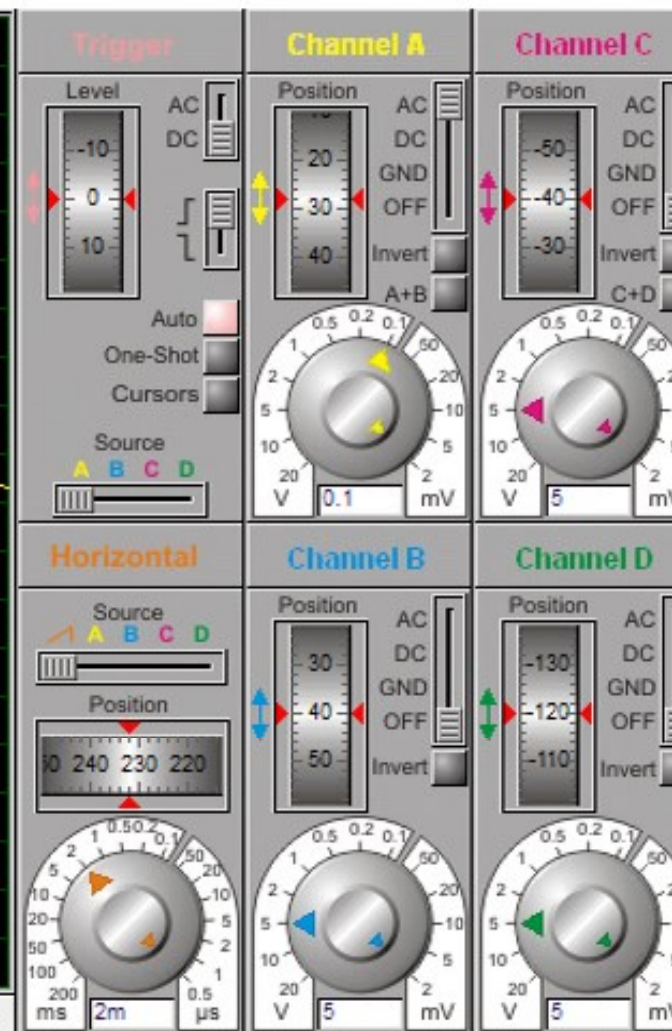 Trigger
Level
AC
DC
-10
0
10
Auto
One-Shot
Cursors
Source
A B C D
Channel A
Position
AC
DC
GND
OFF
20
30
40
Invert
A+B
0.5 0.2 0.1
1 50
2 20
5 10
10 5
20 2
V 0.1 mV
Channel C
Position
AC
DC
GND
OFF
-50
-40
-30
Invert
C+D
0.5 0.2 0.1
1 50
2
5
10
20 2
V 5
Horizontal
Source
A B C D
Position
240 230 220
0.5 0.2
1 0.1
2 50
5 20
10 10
20 5
50 2
100 1
200 0.5
ms 2m µs
Channel B
Position
AC
DC
GND
OFF
30
40
50
Invert
0.5 0.2 0.1
1 50
2 20
5 10
10 5
20 2
V 5 mV
Channel D
Position
AC
DC
GND
OFF
-130
-120
-110
Invert
0.5 0.2 0.1
1 50
2
5
10
20 2
V 5